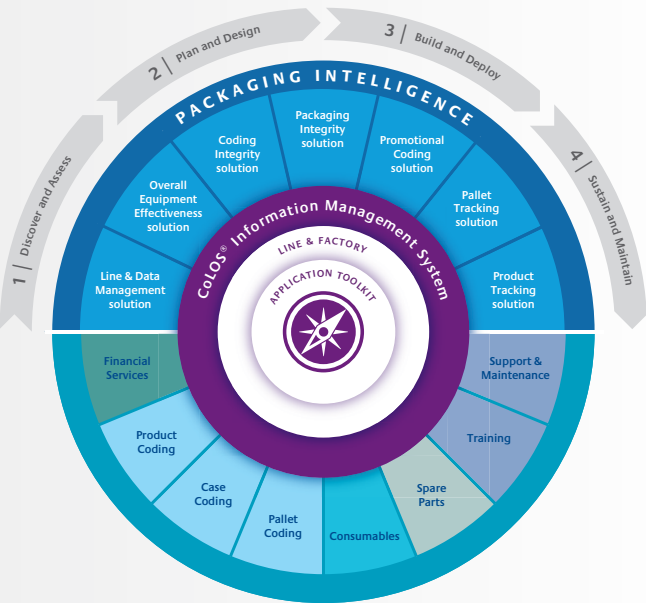 1 | Discover and Assess
2 | Plan and Design
3 | Build and Deploy
4 | Sustain and Maintain
PACKAGING INTELLIGENCE
Line & Data
Management
solution
Overall
Equipment
Effectiveness
solution
Coding
Integrity
solution
Packaging
Integrity
solution
Promotional
Coding
solution
Pallet
Tracking
solution
Product
Tracking
solution
CoLOS® Information Management System
LINE & FACTORY
APPLICATION TOOLKIT
Financial
Services
Product
Coding
Case
Coding
Pallet
Coding
Consumables
Spare
Parts
Training
Support &
Maintenance